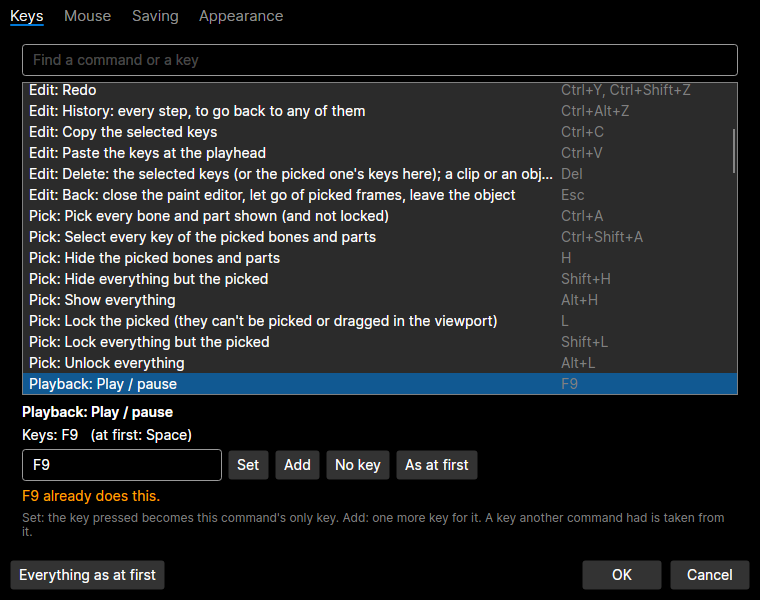 Keys Mouse Saving Appearance
Find a command or a key
Edit: Redo Ctrl+Y, Ctrl+Shift+Z
Edit: History: every step, to go back to any of them Ctrl+Alt+Z
Edit: Copy the selected keys Ctrl+C
Edit: Paste the keys at the playhead Ctrl+V
Edit: Delete: the selected keys (or the picked one's keys here); a clip or an obj... Del
Edit: Back: close the paint editor, let go of picked frames, leave the object Esc
Pick: Pick every bone and part shown (and not locked) Ctrl+A
Pick: Select every key of the picked bones and parts Ctrl+Shift+A
Pick: Hide the picked bones and parts H
Pick: Hide everything but the picked Shift+H
Pick: Show everything Alt+H
Pick: Lock the picked (they can't be picked or dragged in the viewport) L
Pick: Lock everything but the picked Shift+L
Pick: Unlock everything Alt+L
Playback: Play / pause F9
Playback: Play / pause
Keys: F9 (at first: Space)
F9 Set Add No key As at first
F9 already does this.
Set: the key pressed becomes this command's only key. Add: one more key for it. A key another command had is taken from
it.
Everything as at first OK Cancel